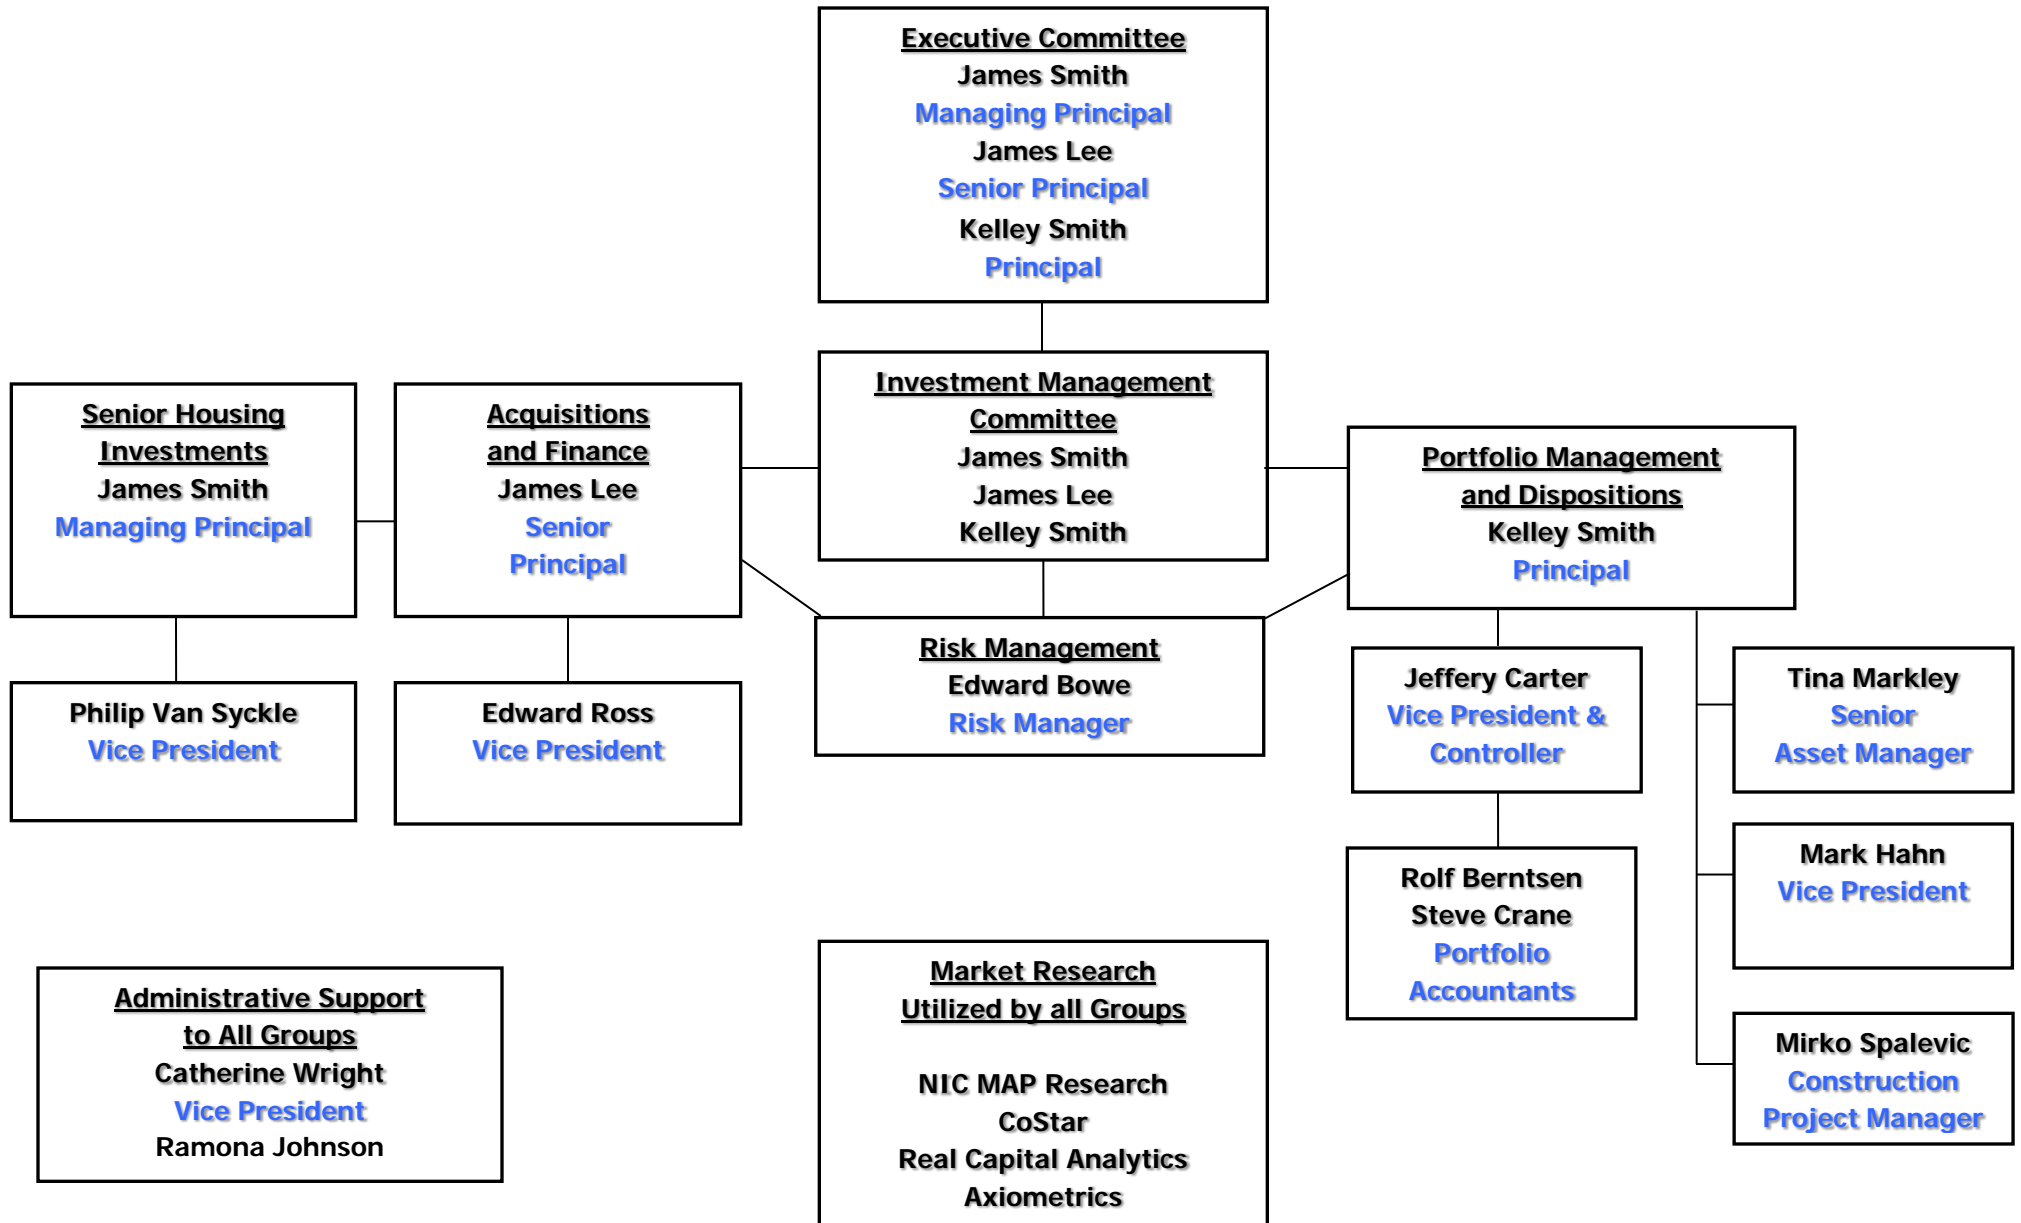 Executive Committee
James Smith
Managing Principal
James Lee
Senior Principal
Kelley Smith
Principal
Senior Housing
Investments
James Smith
Managing Principal
Acquisitions
and Finance
James Lee
Senior
Principal
Investment Management
Committee
James Smith
James Lee
Kelley Smith
Portfolio Management
and Dispositions
Kelley Smith
Principal
Philip Van Syckle
Vice President
Edward Ross
Vice President
Risk Management
Edward Bowe
Risk Manager
Jeffery Carter
Vice President &
Controller
Tina Markley
Senior
Asset Manager
Rolf Berntsen
Steve Crane
Portfolio
Accountants
Mark Hahn
Vice President
Mirko Spalevic
Construction
Project Manager
Administrative Support
to All Groups
Catherine Wright
Vice President
Ramona Johnson
Market Research
Utilized by all Groups
NIC MAP Research
CoStar
Real Capital Analytics
Axiometrics